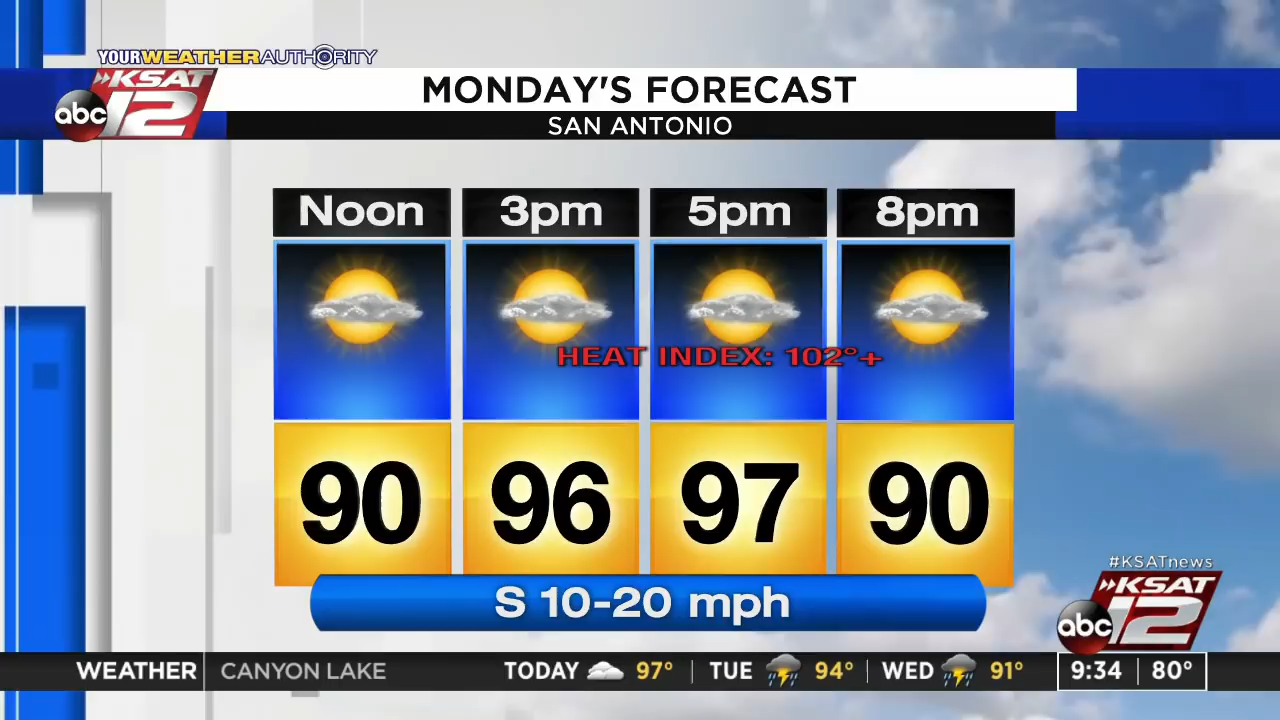 YOURWEATHERAUTHORITY
KSAT
abc 12
MONDAY'S FORECAST
SAN ANTONIO
Noon 3pm 5pm 8pm
HEAT INDEX: 102°+
90 96 97 90
S 10-20 mph
#KSATnews
KSAT
abc 12
WEATHER CANYON LAKE TODAY 97° TUE 94° WED 91° 9:34 80°